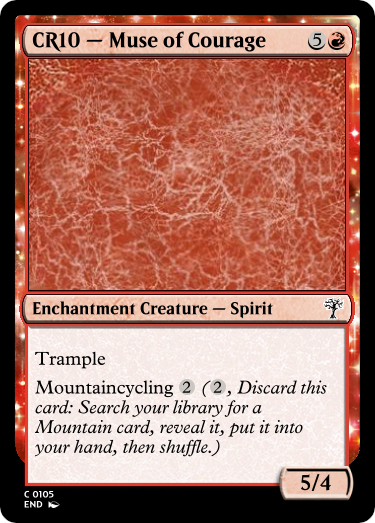 CR10 — Muse of Courage 5
Enchantment Creature — Spirit
Trample
Mountaincycling 2 (2, Discard this
card: Search your library for a
Mountain card, reveal it, put it into
your hand, then shuffle.)
5/4
C 0105
END